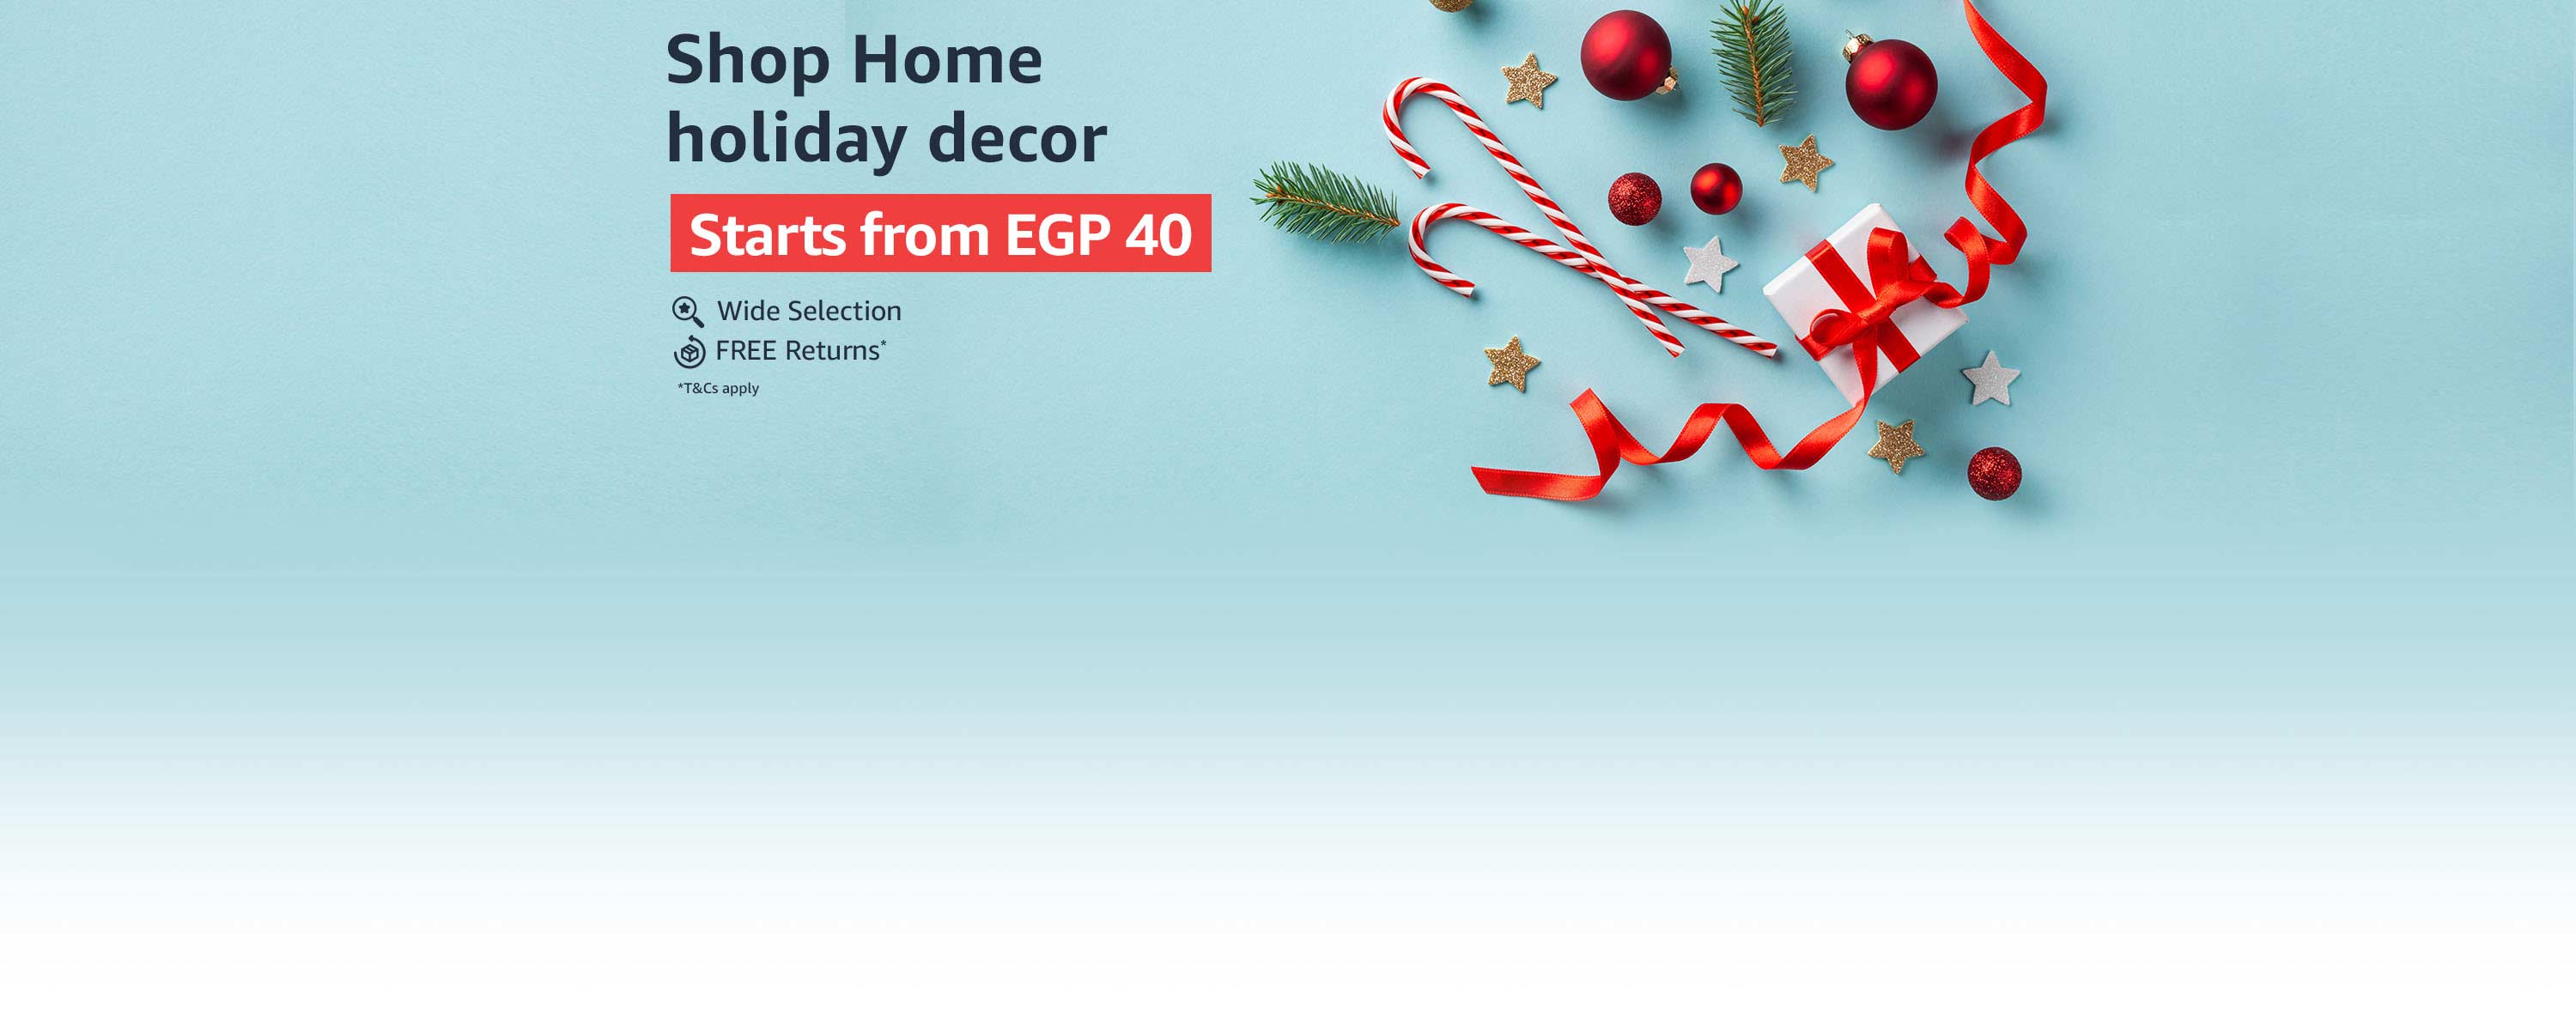 Shop Home
holiday decor
Starts from EGP 40
Wide Selection
FREE Returns*
*T&Cs apply